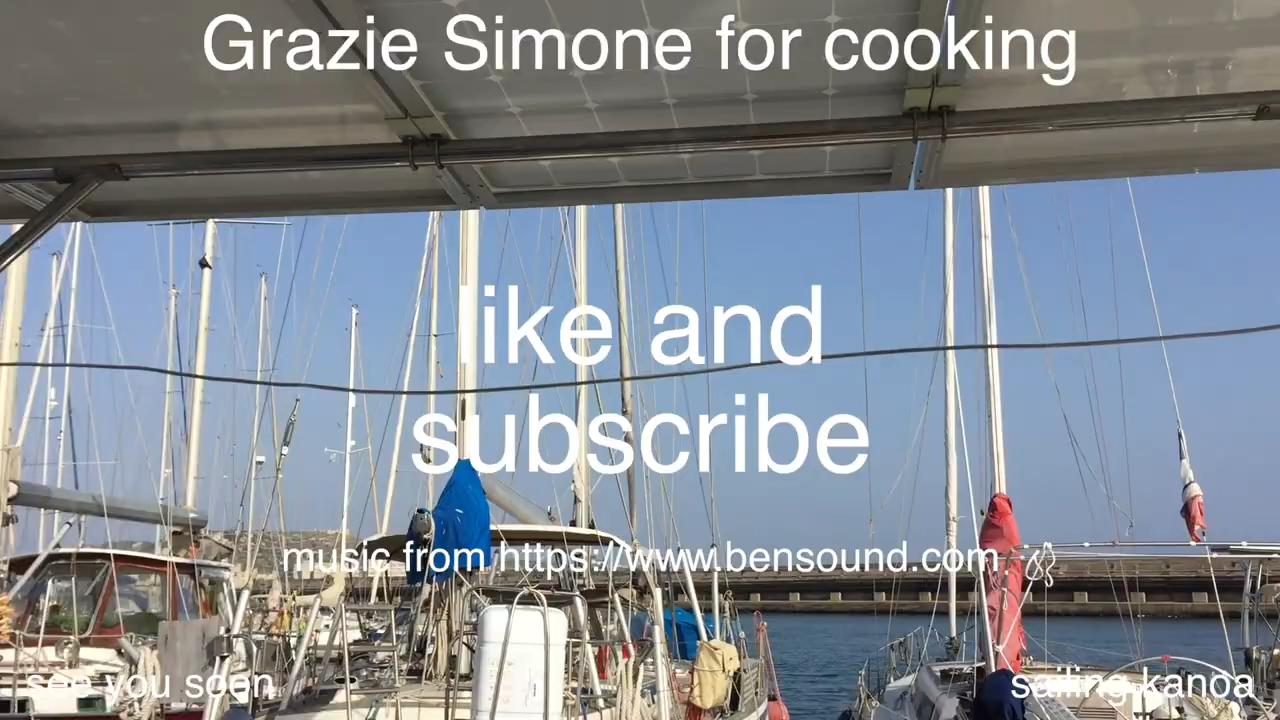 Grazie Simone for cooking
like and
subscribe
music from https://www.bensound.com
see you soon
sailing kanoa